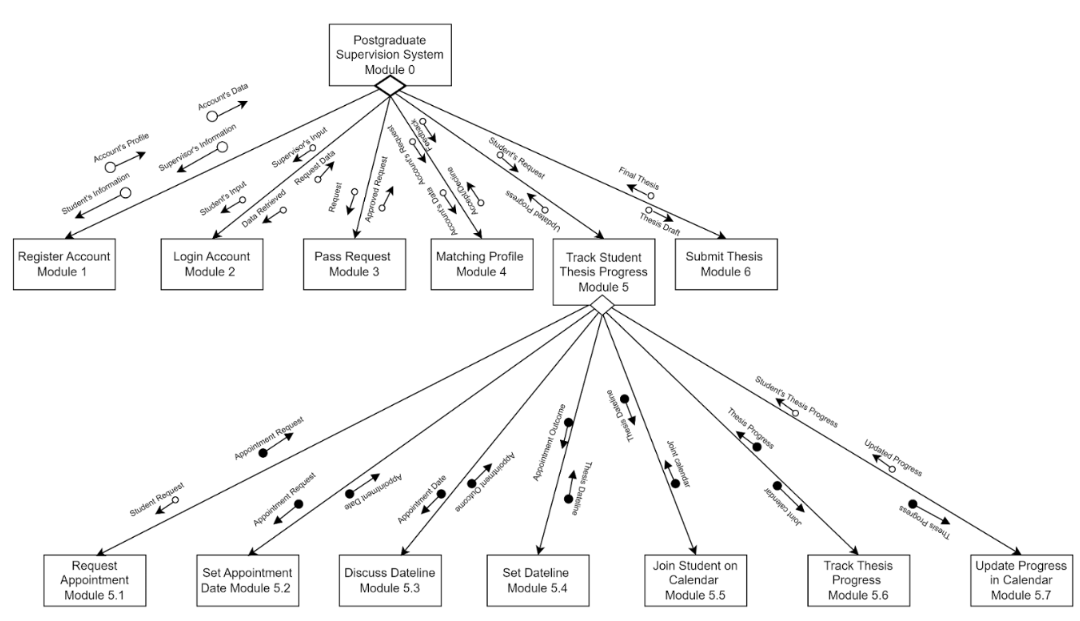 Postgraduate
Supervision System
Module 0
Account's Data
Account's Profile
Supervisor's Information
Student's Information
Supervisor's Input
Request Data
Student's Input
Data Retrieved
Request
Approved Request
Feedback
Account's Request
Account's Data
Accept/Decline
Student's Request
Updated Progress
Final Thesis
Thesis Draft
Register Account
Module 1
Login Account
Module 2
Pass Request
Module 3
Matching Profile
Module 4
Track Student
Thesis Progress
Module 5
Submit Thesis
Module 6
Appointment Request
Student Request
Appointment Request
Appointment Date
Appointment Date
Appointment Outcome
Appointment Outcome
Thesis Dateline
Thesis Dateline
Joint calendar
Thesis Progress
Joint calendar
Student's Thesis Progress
Updated Progress
Thesis Progress
Request
Appointment
Module 5.1
Set Appointment
Date Module 5.2
Discuss Dateline
Module 5.3
Set Dateline
Module 5.4
Join Student on
Calendar
Module 5.5
Track Thesis
Progress
Module 5.6
Update Progress
in Calendar
Module 5.7